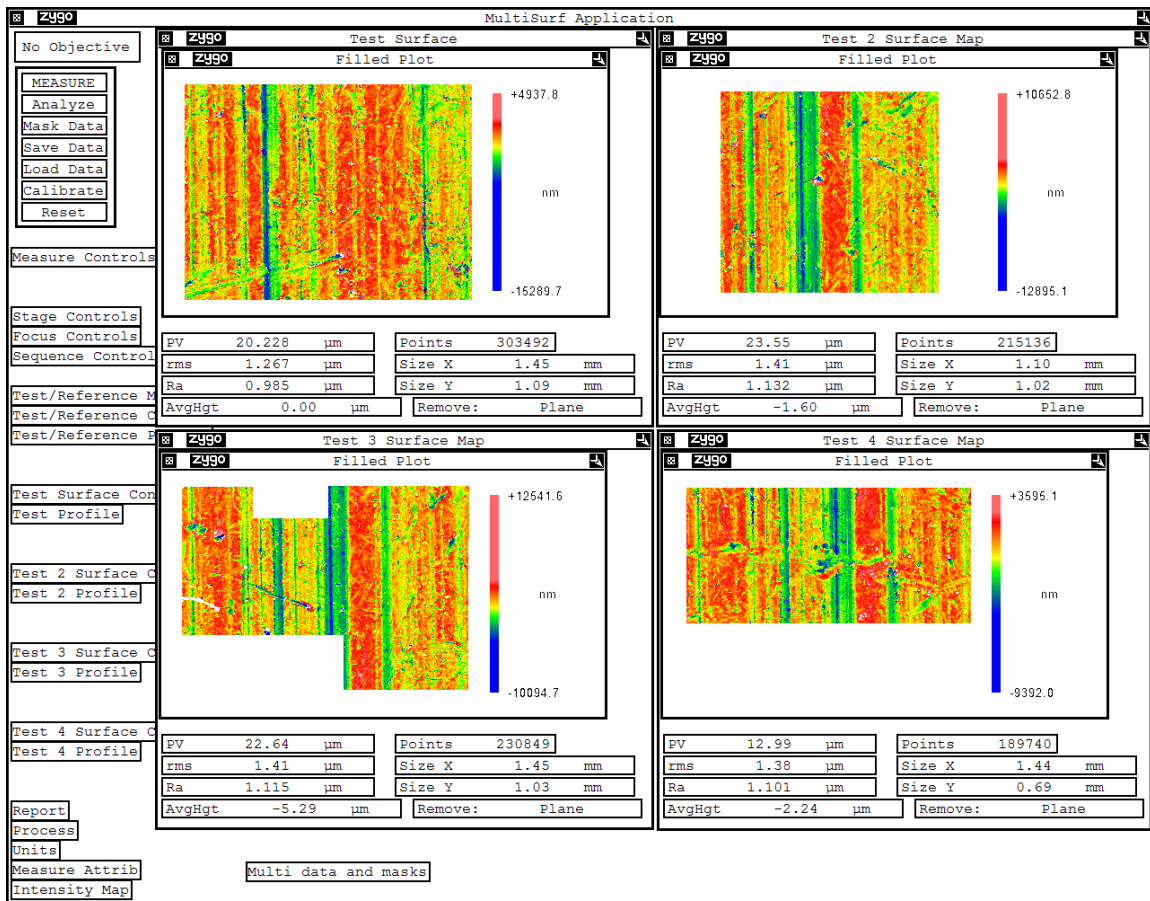 zygo MultiSurf Application
No Objective
MEASURE
Analyze
Mask Data
Save Data
Load Data
Calibrate
Reset
Measure Controls
Stage Controls
Focus Controls
Sequence Control
Test/Reference M
Test/Reference C
Test/Reference P
Test Surface Con
Test Profile
Test 2 Surface C
Test 2 Profile
Test 3 Surface C
Test 3 Profile
Test 4 Surface C
Test 4 Profile
Report
Process
Units
Measure Attrib
Intensity Map
zygo Test Surface
zygo Filled Plot
+4937.8
nm
-15289.7
PV 20.228 µm Points 303492
rms 1.267 µm Size X 1.45 mm
Ra 0.985 µm Size Y 1.09 mm
AvgHgt 0.00 µm Remove: Plane
zygo Test 2 Surface Map
zygo Filled Plot
+10652.8
nm
-12895.1
PV 23.55 µm Points 215136
rms 1.41 µm Size X 1.10 mm
Ra 1.132 µm Size Y 1.02 mm
AvgHgt -1.60 µm Remove: Plane
zygo Test 3 Surface Map
zygo Filled Plot
+12541.6
nm
-10094.7
PV 22.64 µm Points 230849
rms 1.41 µm Size X 1.45 mm
Ra 1.115 µm Size Y 1.03 mm
AvgHgt -5.29 µm Remove: Plane
zygo Test 4 Surface Map
zygo Filled Plot
+3595.1
nm
-9392.0
PV 12.99 µm Points 189740
rms 1.38 µm Size X 1.44 mm
Ra 1.101 µm Size Y 0.69 mm
AvgHgt -2.24 µm Remove: Plane
Multi data and masks